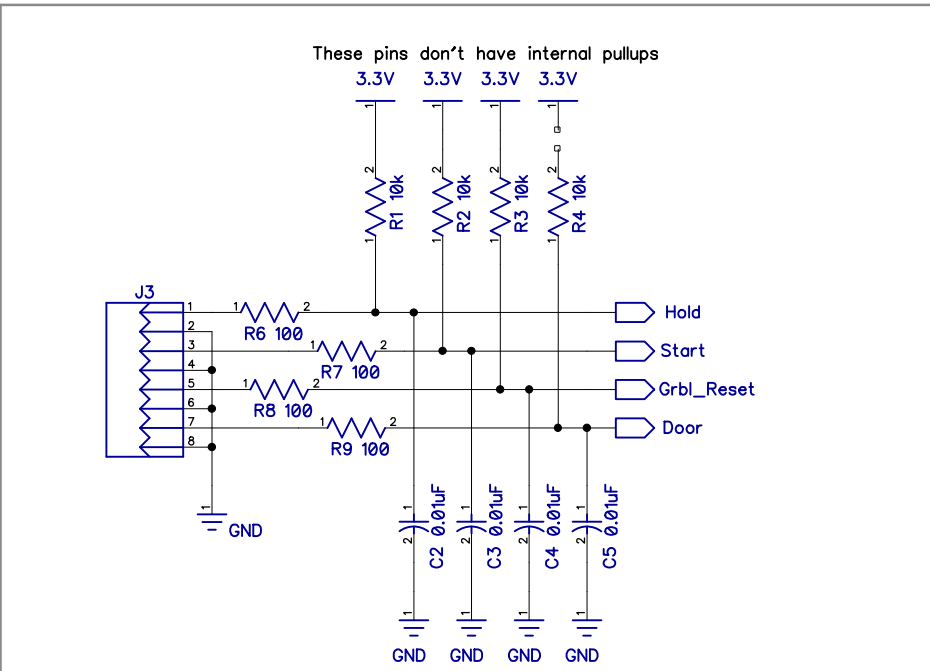 These pins don't have internal pullups
3.3V 3.3V 3.3V 3.3V
1 1 1 1
2 2 2 2
R1 10k R2 10k R3 10k R4 10k
1 1 1 1
J3
1 1 2 Hold
R6 100
2
3 1 2 Start
R7 100
4
5 1 2 Grbl_Reset
R8 100
6
7 1 2 Door
R9 100
8
1 1 1 1 1
GND
C2 0.01uF C3 0.01uF C4 0.01uF C5 0.01uF
2 2 2 2
1 1 1 1
GND GND GND GND